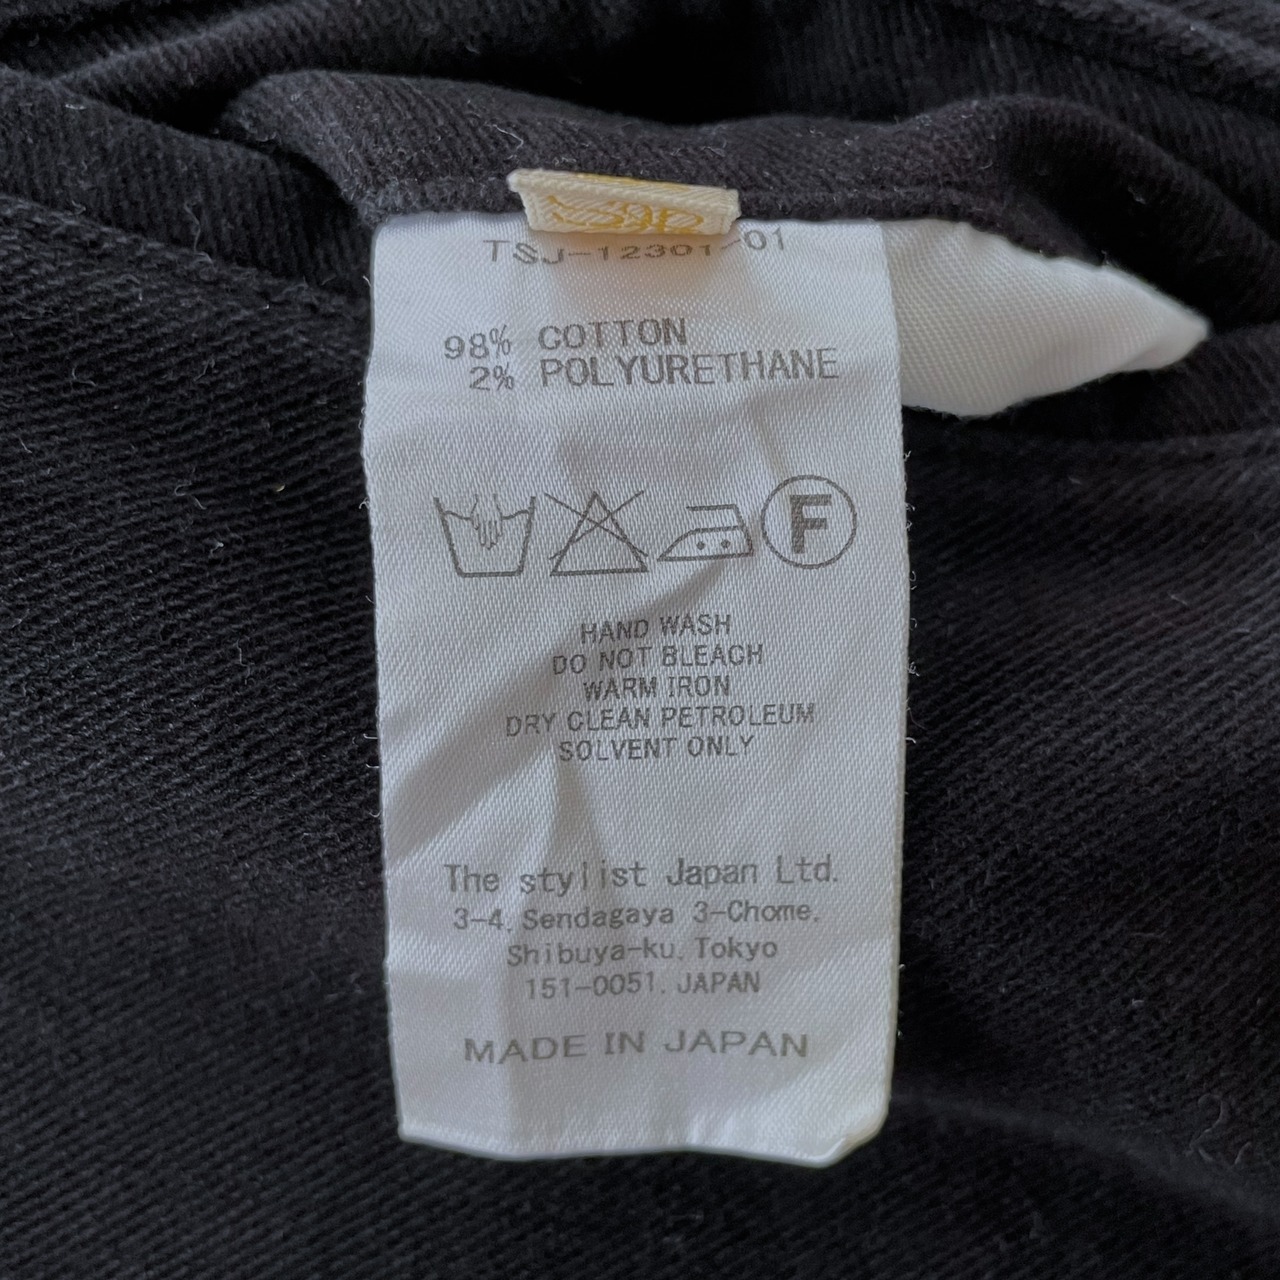 TSJ-12301-01
98% COTTON
2% POLYURETHANE
F
HAND WASH
DO NOT BLEACH
WARM IRON
DRY CLEAN PETROLEUM
SOLVENT ONLY
The stylist Japan Ltd.
3-4, Sendagaya 3-Chome,
Shibuya-ku, Tokyo
151-0051, JAPAN
MADE IN JAPAN